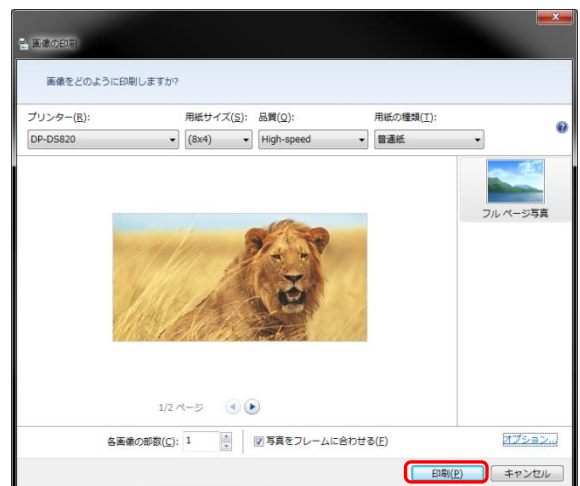 画像の印刷
画像をどのように印刷しますか?
プリンター(R): 用紙サイズ(S): 品質(Q): 用紙の種類(T):
DP-DS820 (8x4) High-speed 普通紙
フル ページ写真
1/2 ページ
各画像の部数(C): 1 写真をフレームに合わせる(F) オプション...
印刷(P) キャンセル